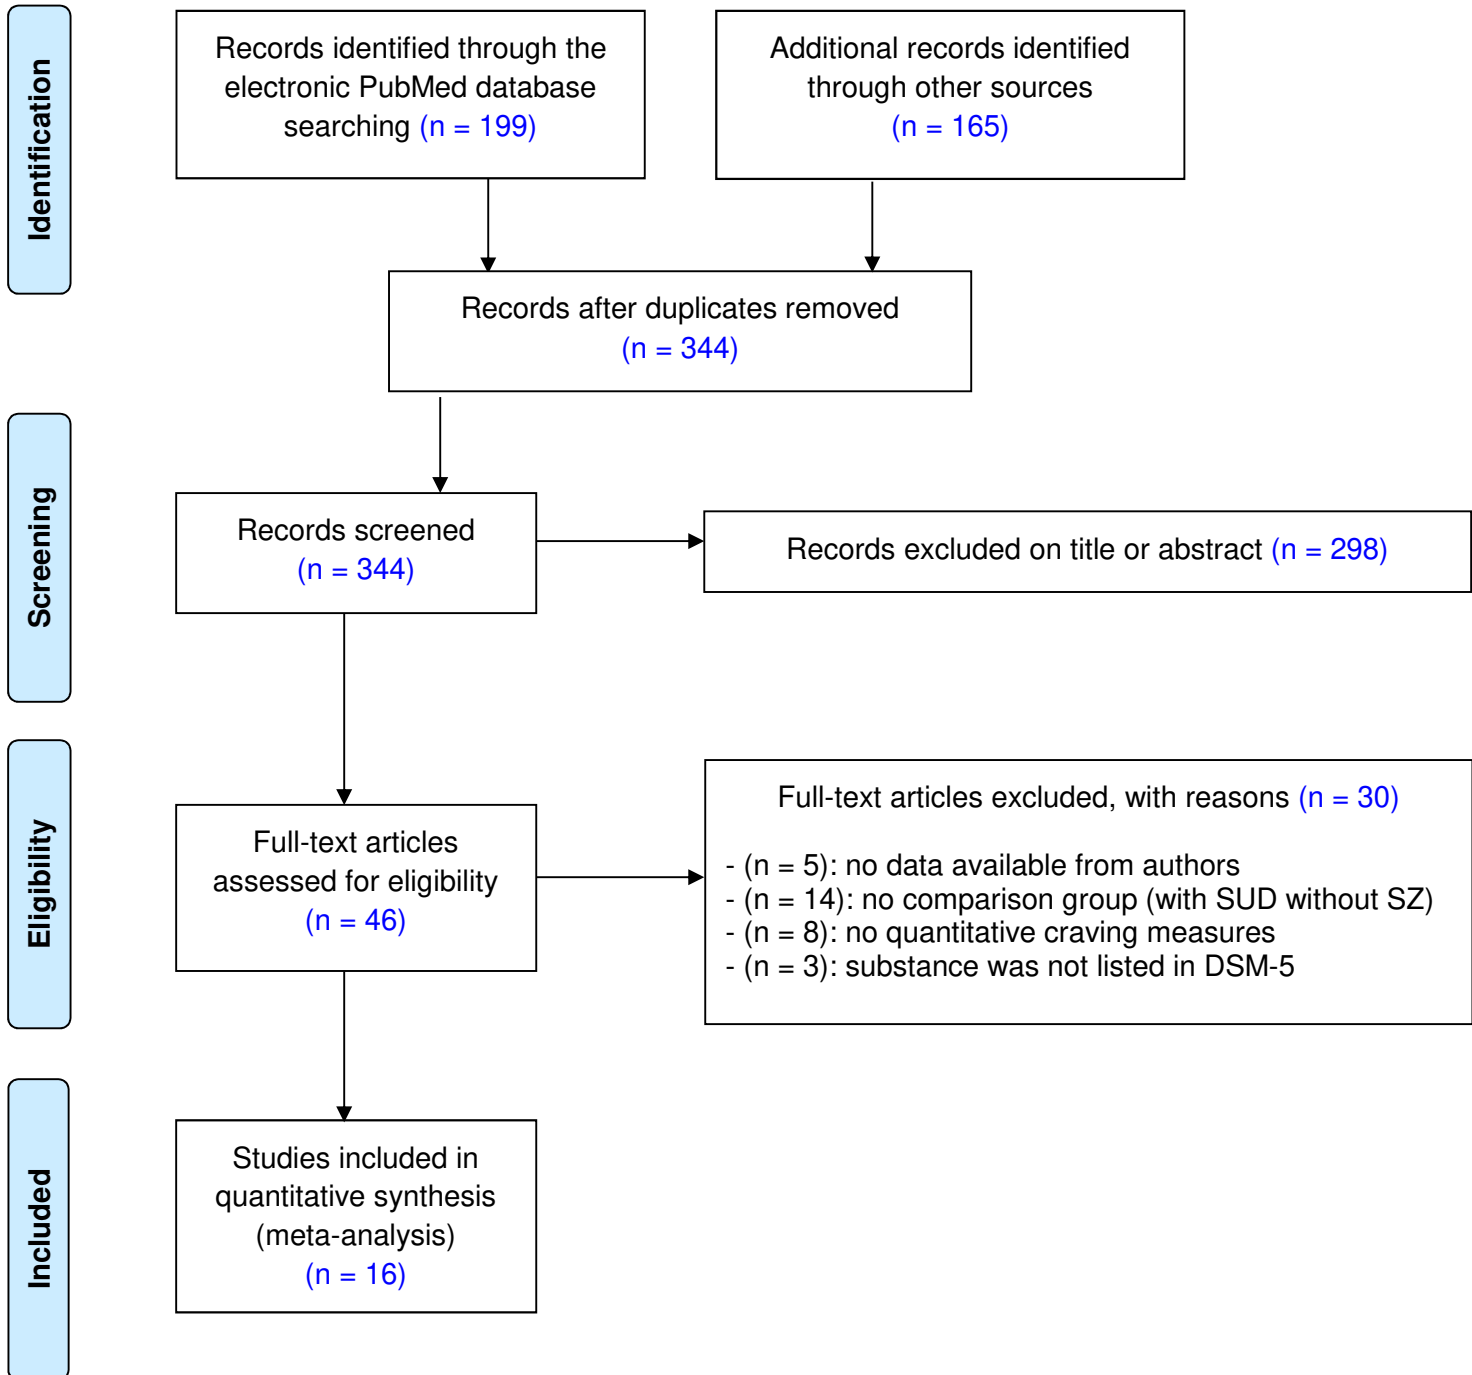 Identification
Records identified through the
electronic PubMed database
searching (n = 199)
Additional records identified
through other sources
(n = 165)
Records after duplicates removed
(n = 344)
Screening
Records screened
(n = 344)
Records excluded on title or abstract (n = 298)
Eligibility
Full-text articles
assessed for eligibility
(n = 46)
Full-text articles excluded, with reasons (n = 30)
- (n = 5): no data available from authors
- (n = 14): no comparison group (with SUD without SZ)
- (n = 8): no quantitative craving measures
- (n = 3): substance was not listed in DSM-5
Included
Studies included in
quantitative synthesis
(meta-analysis)
(n = 16)